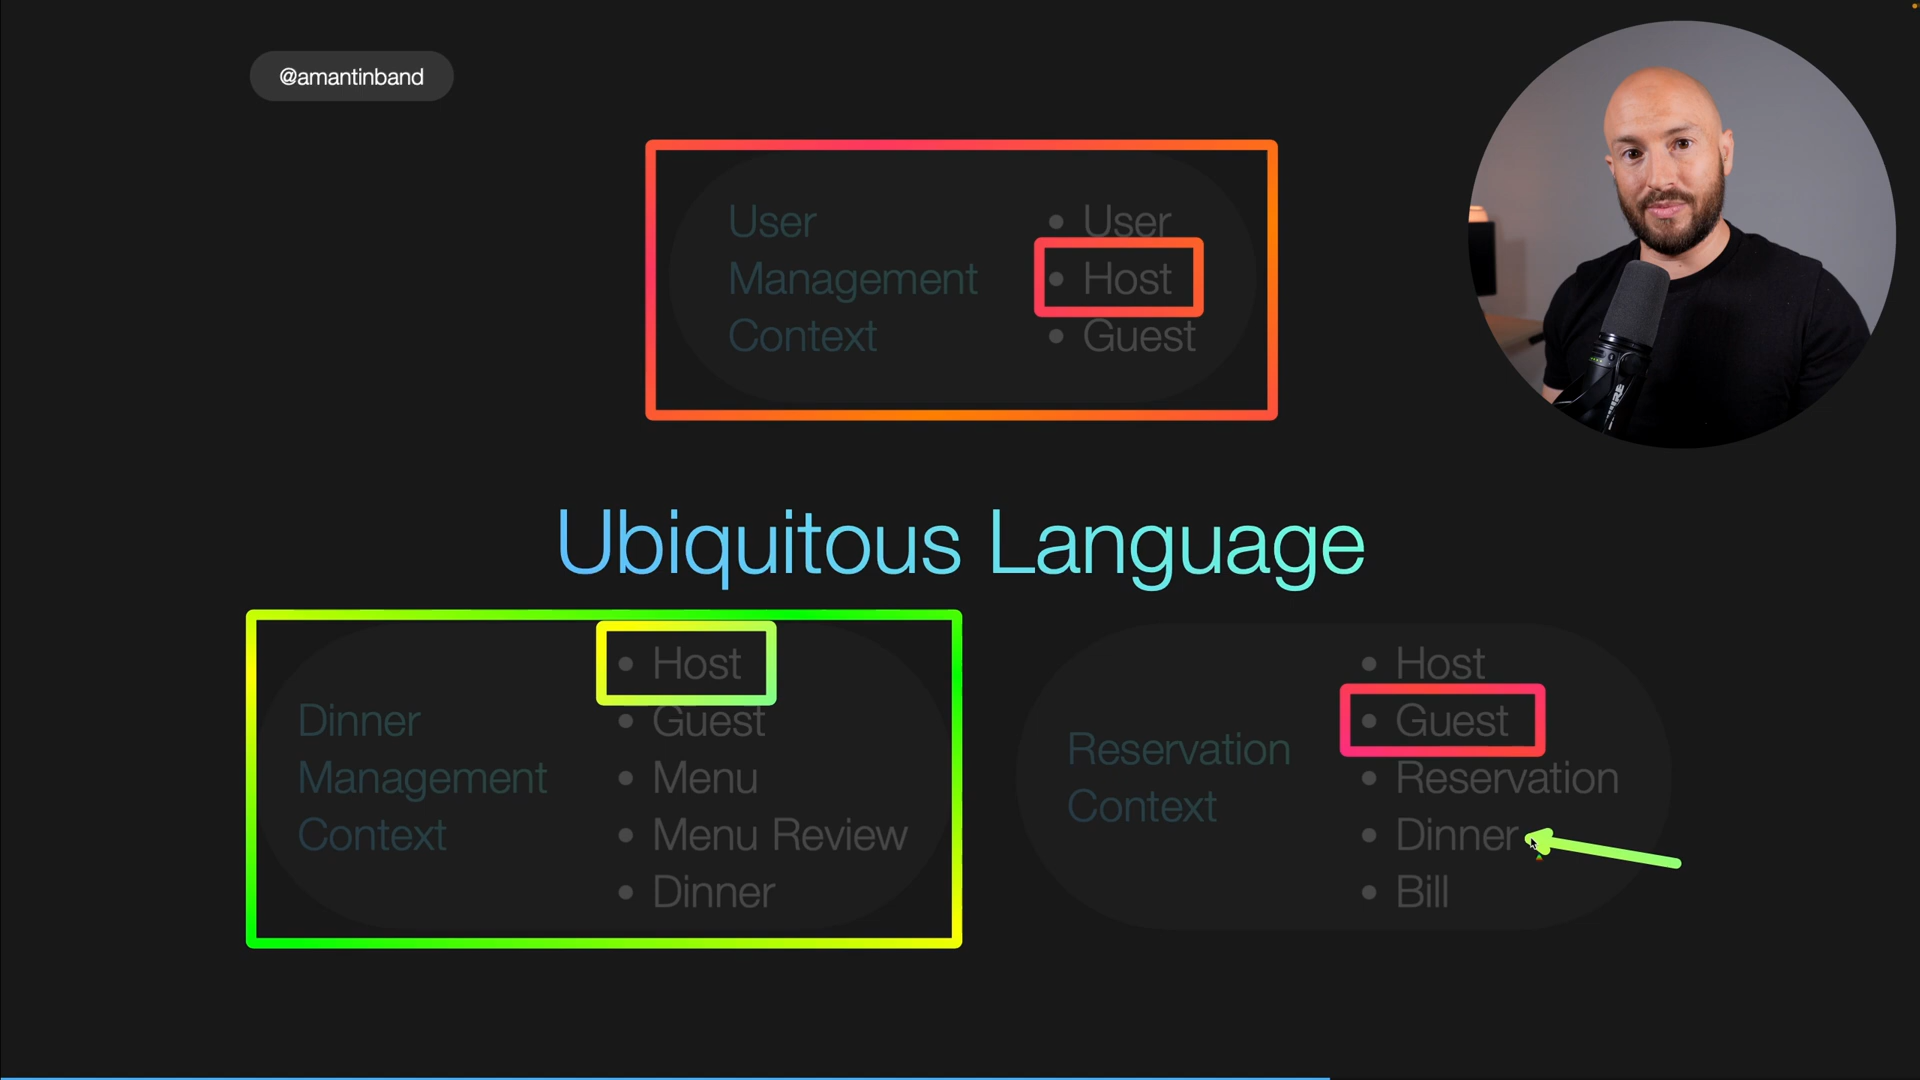 @amantinband
User
Management
Context
• User
• Host
• Guest
Ubiquitous Language
Dinner
Management
Context
• Host
• Guest
• Menu
• Menu Review
• Dinner
Reservation
Context
• Host
• Guest
• Reservation
• Dinner
• Bill